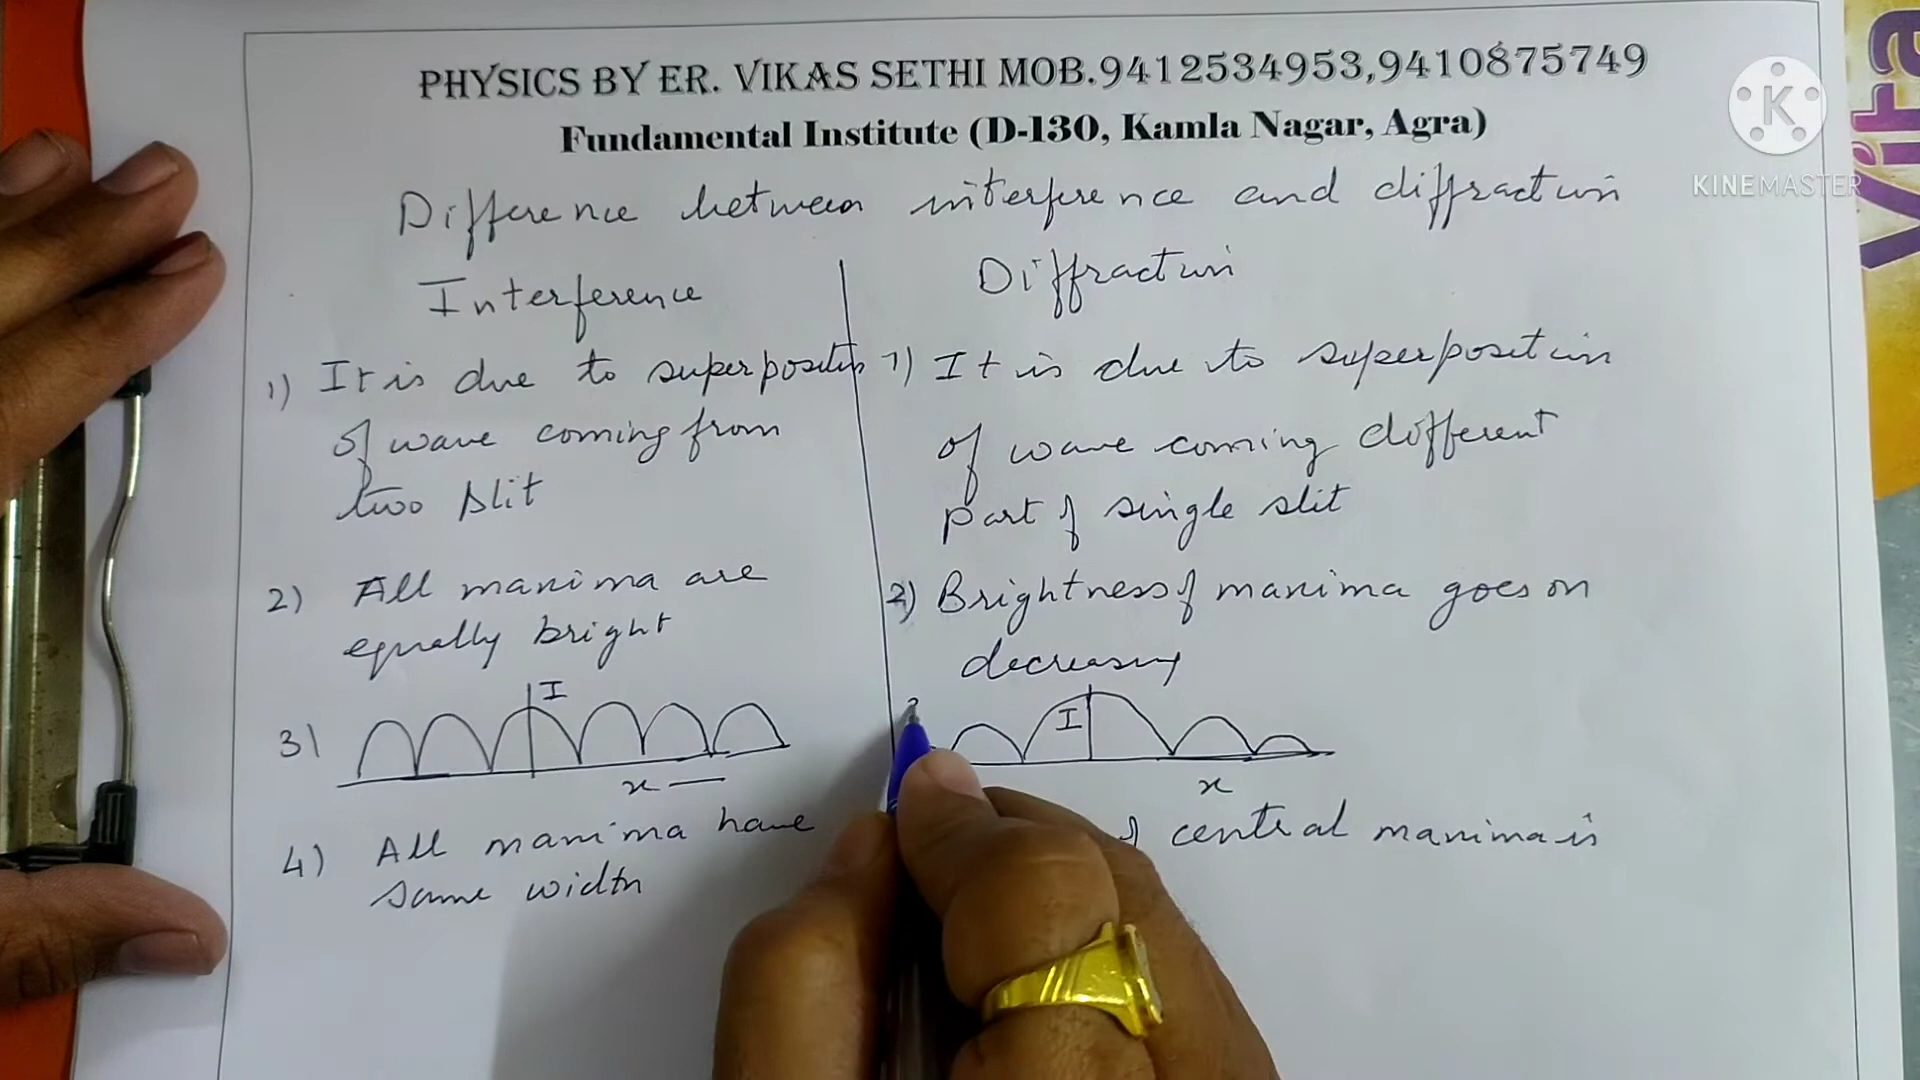 PHYSICS BY ER. VIKAS SETHI MOB.9412534953,9410875749
Fundamental Institute (D-130, Kamla Nagar, Agra)
KINEMASTER
Vita
Difference between interference and diffraction
Interference
1) It is due to superposition
of wave coming from
two slit
2) All maxima are
equally bright
3)
I
x
4) All maxima have
same width
Diffraction
1) It is due to superposition
of wave coming different
part of single slit
2) Brightness of maxima goes on
decreasing
I
x
of central maxima is